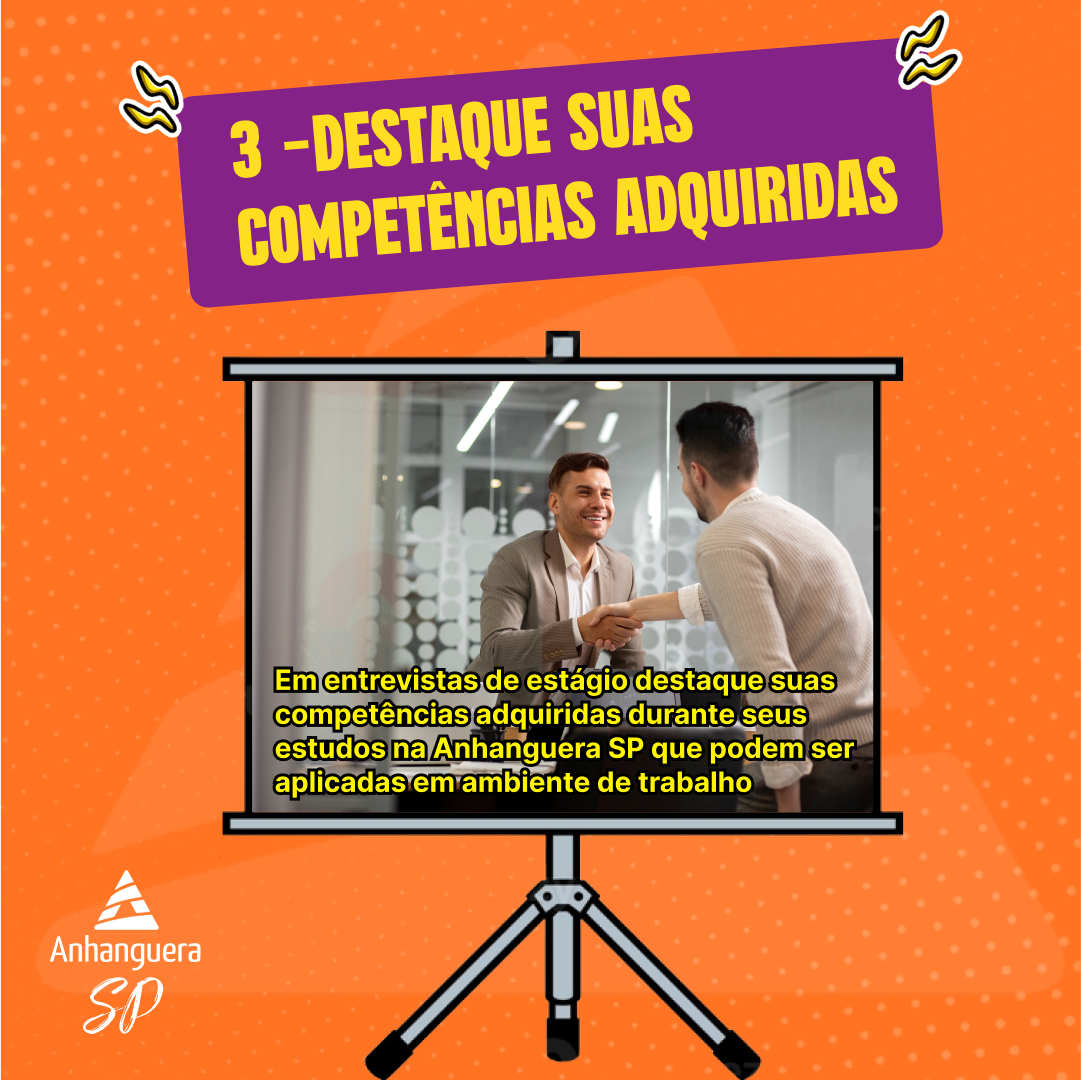 3 -DESTAQUE SUAS
COMPETÊNCIAS ADQUIRIDAS
Em entrevistas de estágio destaque suas
competências adquiridas durante seus
estudos na Anhanguera SP que podem ser
aplicadas em ambiente de trabalho
Anhanguera
SP